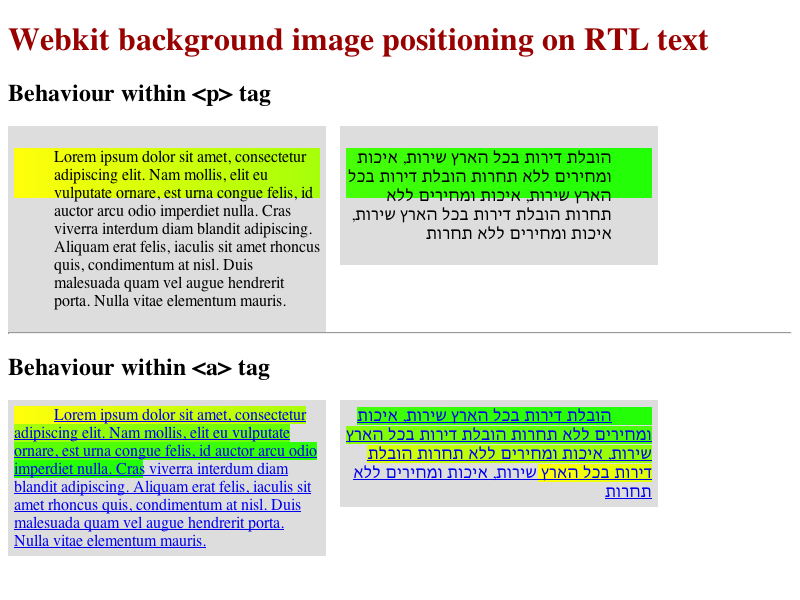 Webkit background image positioning on RTL text
Behaviour within <p> tag
Lorem ipsum dolor sit amet, consectetur
adipiscing elit. Nam mollis, elit eu
vulputate ornare, est urna congue felis, id
auctor arcu odio imperdiet nulla. Cras
viverra interdum diam blandit adipiscing.
Aliquam erat felis, iaculis sit amet rhoncus
quis, condimentum at nisl. Duis
malesuada quam vel augue hendrerit
porta. Nulla vitae elementum mauris.
הובלת דירות בכל הארץ שירות, איכות
ומחירים ללא תחרות הובלת דירות בכל
הארץ שירות, איכות ומחירים ללא
תחרות הובלת דירות בכל הארץ שירות,
איכות ומחירים ללא תחרות
Behaviour within <a> tag
Lorem ipsum dolor sit amet, consectetur
adipiscing elit. Nam mollis, elit eu vulputate
ornare, est urna congue felis, id auctor arcu odio
imperdiet nulla. Cras viverra interdum diam
blandit adipiscing. Aliquam erat felis, iaculis sit
amet rhoncus quis, condimentum at nisl. Duis
malesuada quam vel augue hendrerit porta.
Nulla vitae elementum mauris.
הובלת דירות בכל הארץ שירות, איכות
ומחירים ללא תחרות הובלת דירות בכל הארץ
שירות, איכות ומחירים ללא תחרות הובלת
דירות בכל הארץ שירות, איכות ומחירים ללא
תחרות